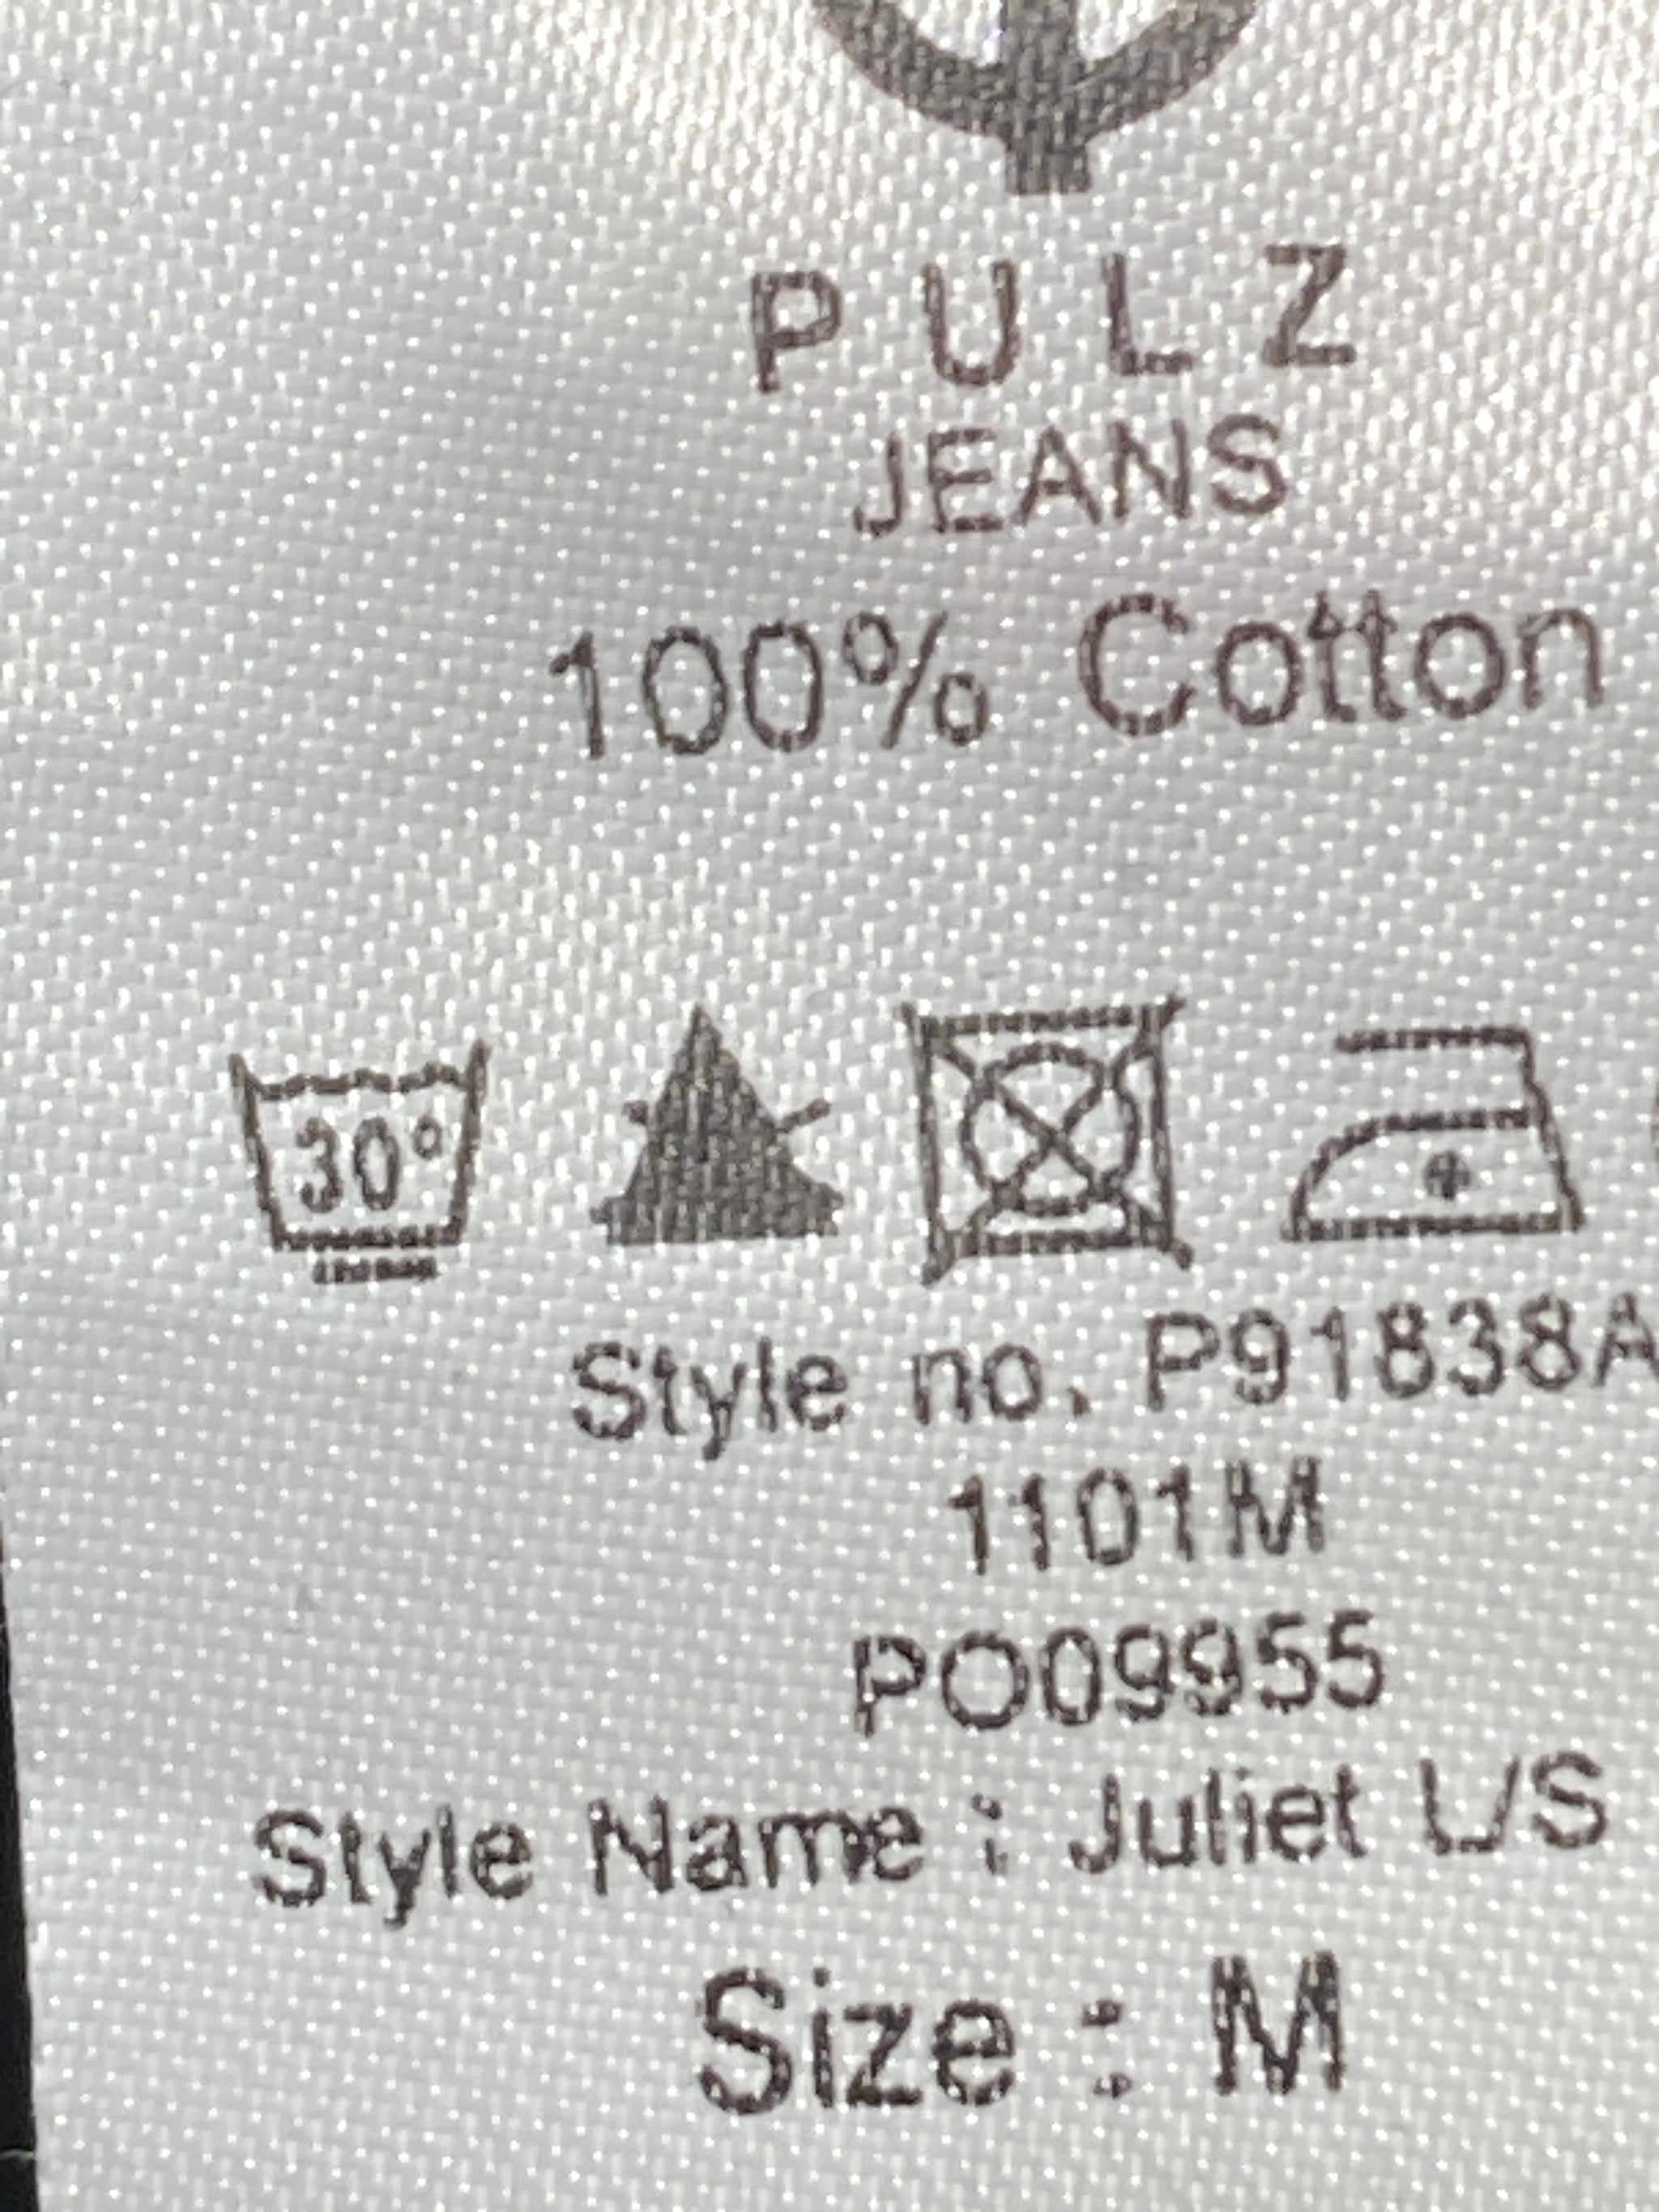 PULZ
JEANS
100% Cotton
30°
Style no. P91838A
1101M
PO09955
Style Name : Juliet L/S
Size : M